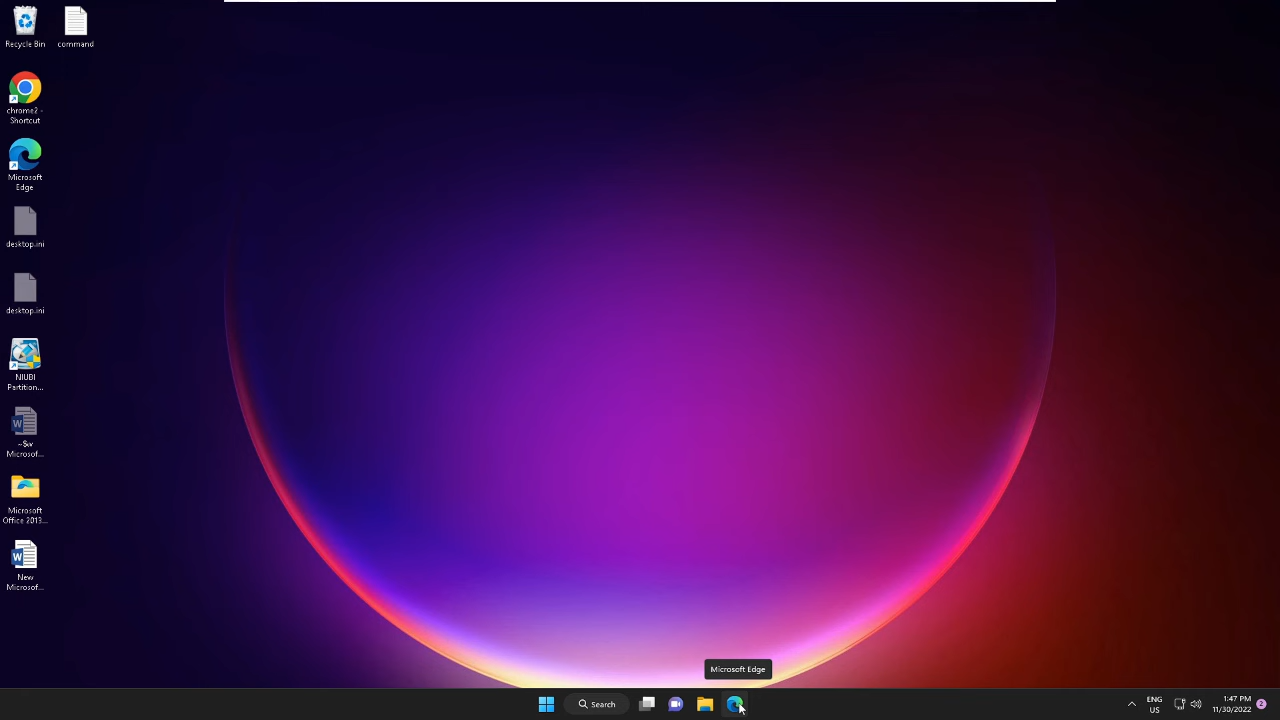 Recycle Bin
command
chrome2 -
Shortcut
Microsoft
Edge
desktop.ini
desktop.ini
NIUBI
Partition...
~$w
Microsof...
Microsoft
Office 2013...
New
Microsof...
Microsoft Edge
Search
ENG
US
1:47 PM
11/30/2022
2